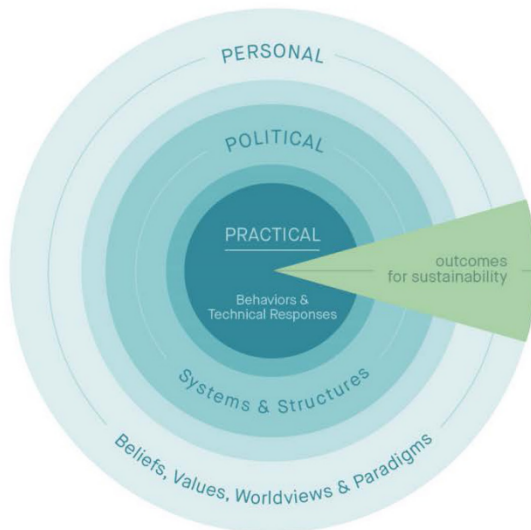 PERSONAL
POLITICAL
PRACTICAL
Behaviors &
Technical Responses
outcomes
for sustainability
Systems & Structures
Beliefs, Values, Worldviews & Paradigms